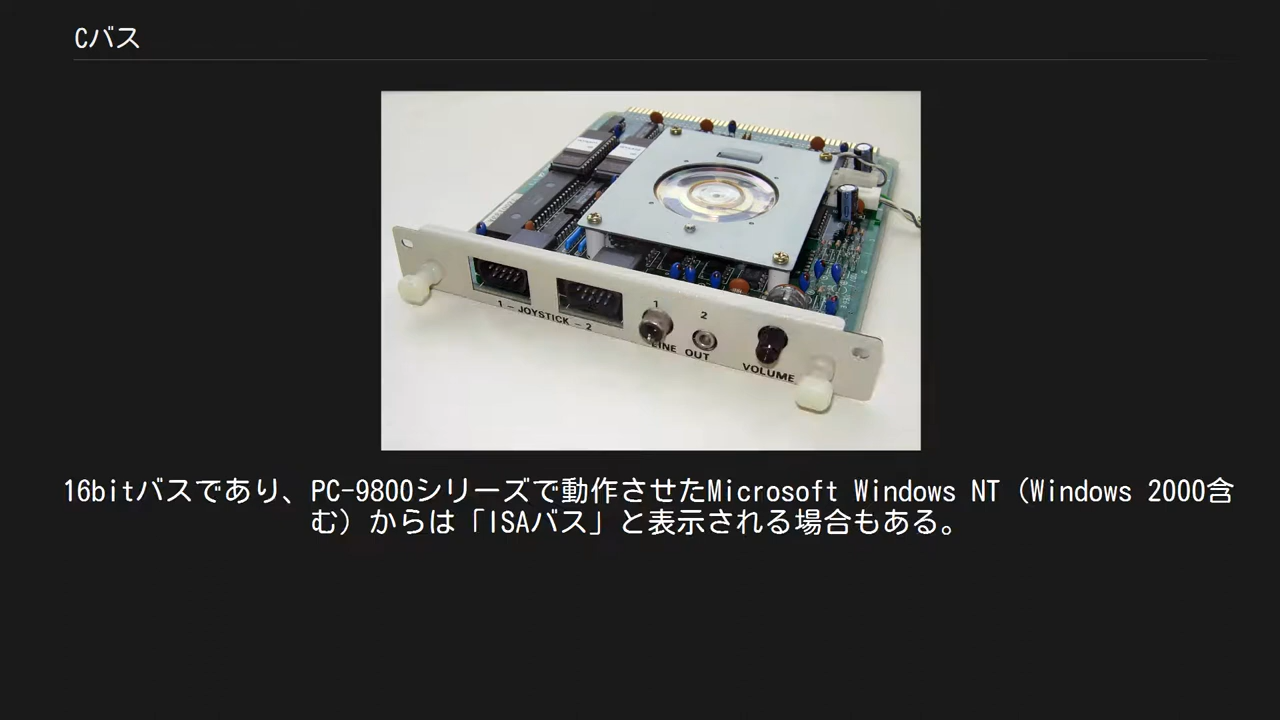 Cバス
1 - JOYSTICK - 2
1
2
LINE OUT
VOLUME
16bitバスであり、PC-9800シリーズで動作させたMicrosoft Windows NT（Windows 2000含
む）からは「ISAバス」と表示される場合もある。